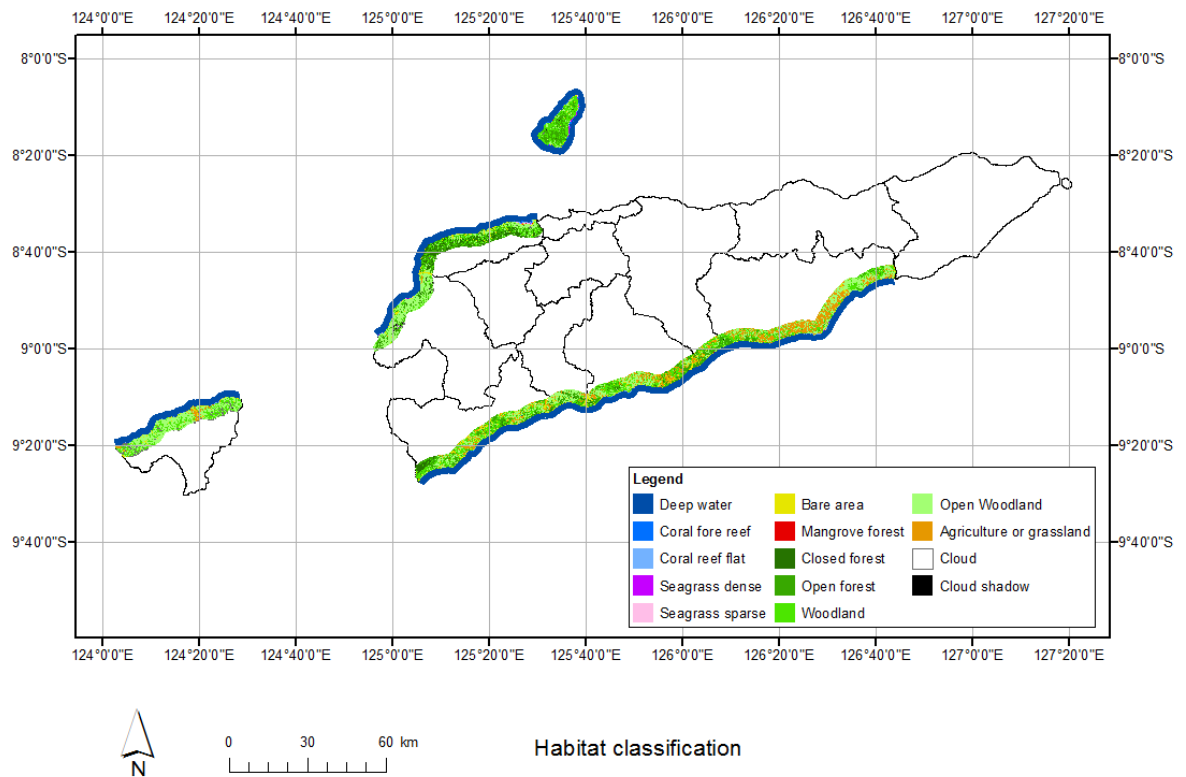 124°0'0"E 124°20'0"E 124°40'0"E 125°0'0"E 125°20'0"E 125°40'0"E 126°0'0"E 126°20'0"E 126°40'0"E 127°0'0"E 127°20'0"E
8°0'0"S 8°0'0"S
8°20'0"S 8°20'0"S
8°40'0"S 8°40'0"S
9°0'0"S 9°0'0"S
9°20'0"S 9°20'0"S
Legend
Deep water Bare area Open Woodland
Coral fore reef Mangrove forest Agriculture or grassland
9°40'0"S 9°40'0"S
Coral reef flat Closed forest Cloud
Seagrass dense Open forest Cloud shadow
Seagrass sparse Woodland
124°0'0"E 124°20'0"E 124°40'0"E 125°0'0"E 125°20'0"E 125°40'0"E 126°0'0"E 126°20'0"E 126°40'0"E 127°0'0"E 127°20'0"E
0 30 60 km
Habitat classification
N